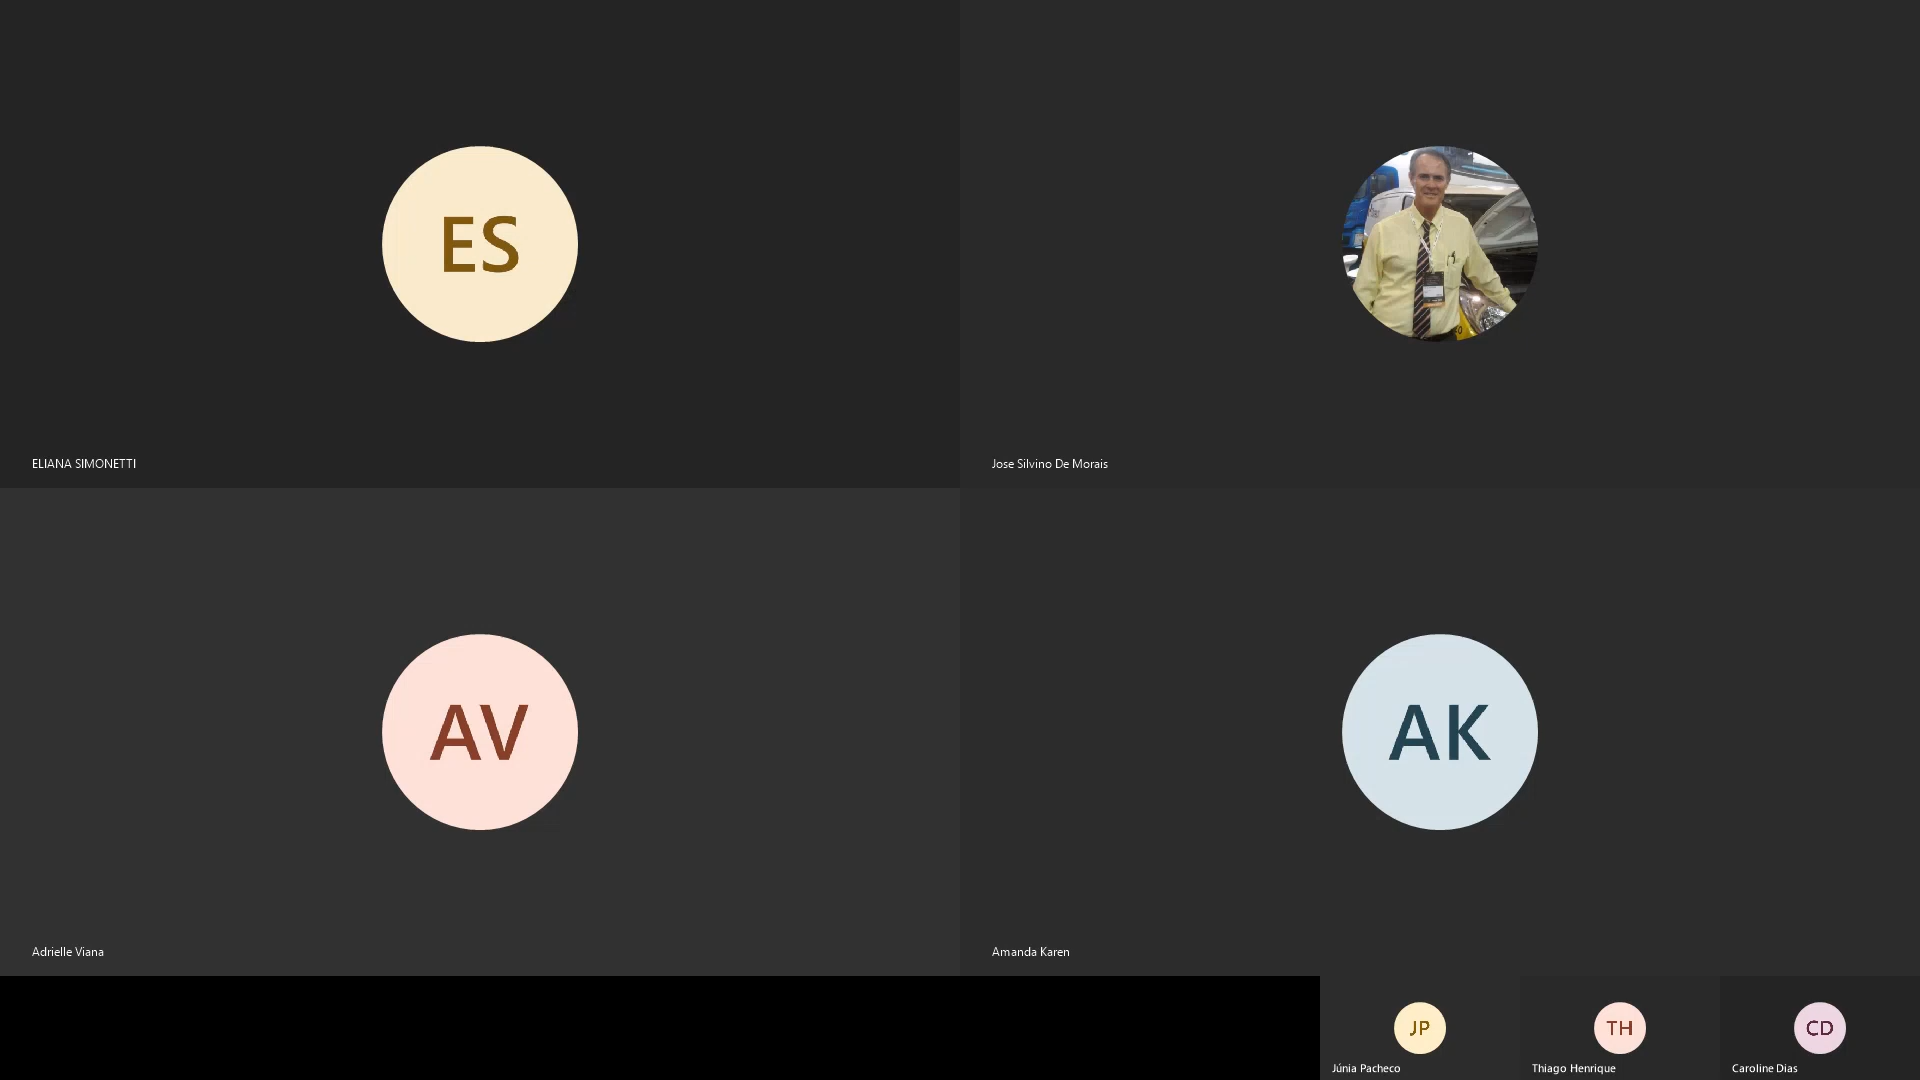 ES
ELIANA SIMONETTI
Jose Silvino De Morais
AV
Adrielle Viana
AK
Amanda Karen
JP
Júnia Pacheco
TH
Thiago Henrique
CD
Caroline Dias